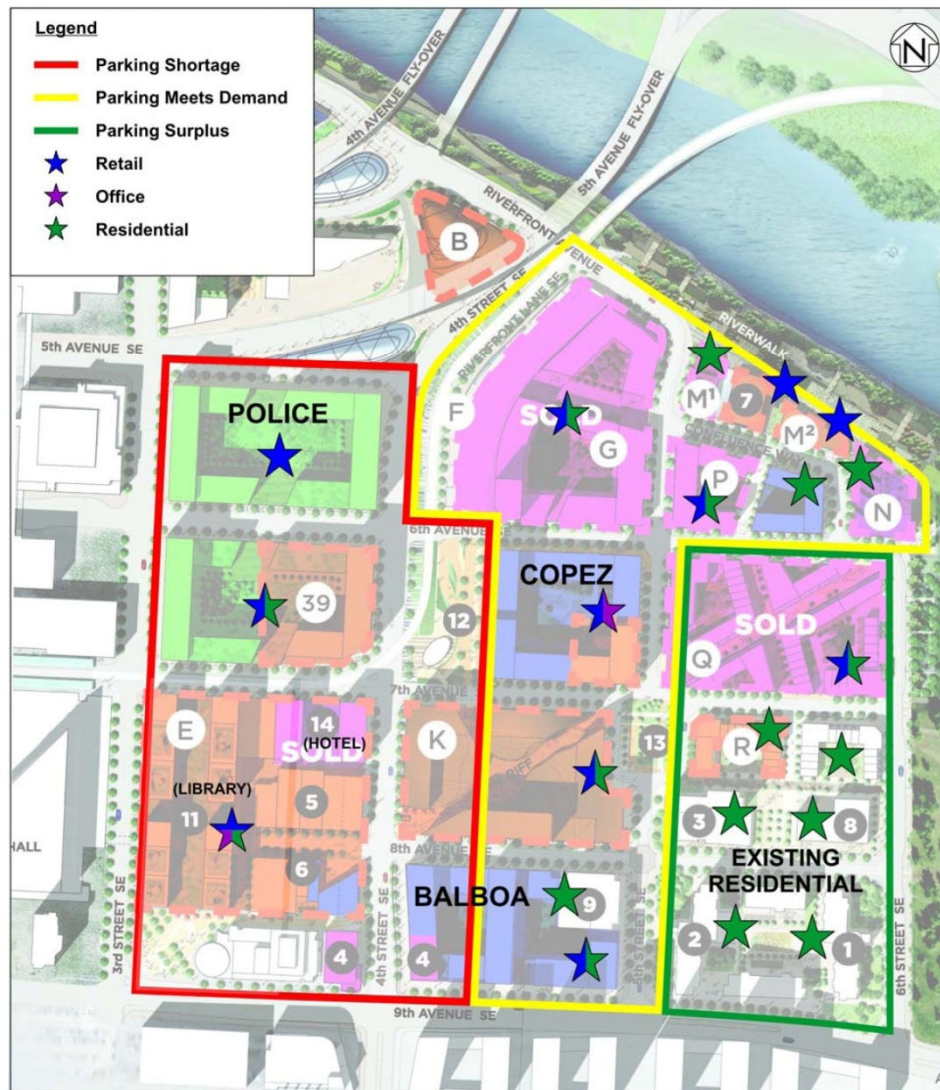 Legend
Parking Shortage
Parking Meets Demand
Parking Surplus
Retail
Office
Residential
N
4th AVENUE FLY-OVER
5th AVENUE FLY-OVER
B
RIVERFRONT AVENUE
4th STREET SE
RIVERFRONT LANE SE
RIVERWALK
5th AVENUE SE
POLICE
F
SOLD
G
M1
7
M2
CONFLUENCE
P
N
6th AVENUE SE
39
12
COPEZ
SOLD
Q
7th AVENUE SE
E
14
(HOTEL)
SOLD
K
13
R
(LIBRARY)
11
5
RIFF
3
8
HALL
8th AVENUE SE
6
BALBOA
9
EXISTING
RESIDENTIAL
3rd STREET SE
4th STREET SE
6th STREET SE
4
4
2
1
9th AVENUE SE